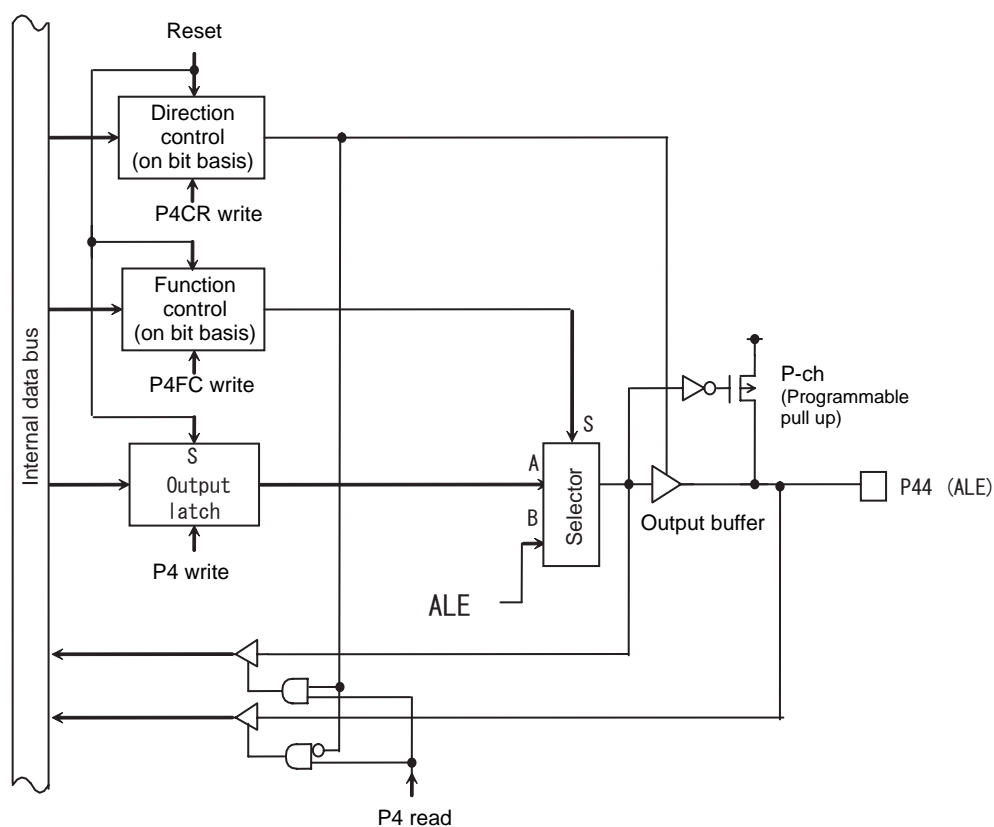 Reset
Direction
control
(on bit basis)
P4CR write
Function
control
(on bit basis)
P4FC write
Internal data bus
S
Output
latch
P4 write
A
B
S
Selector
ALE
P-ch
(Programmable
pull up)
Output buffer
P44 (ALE)
P4 read